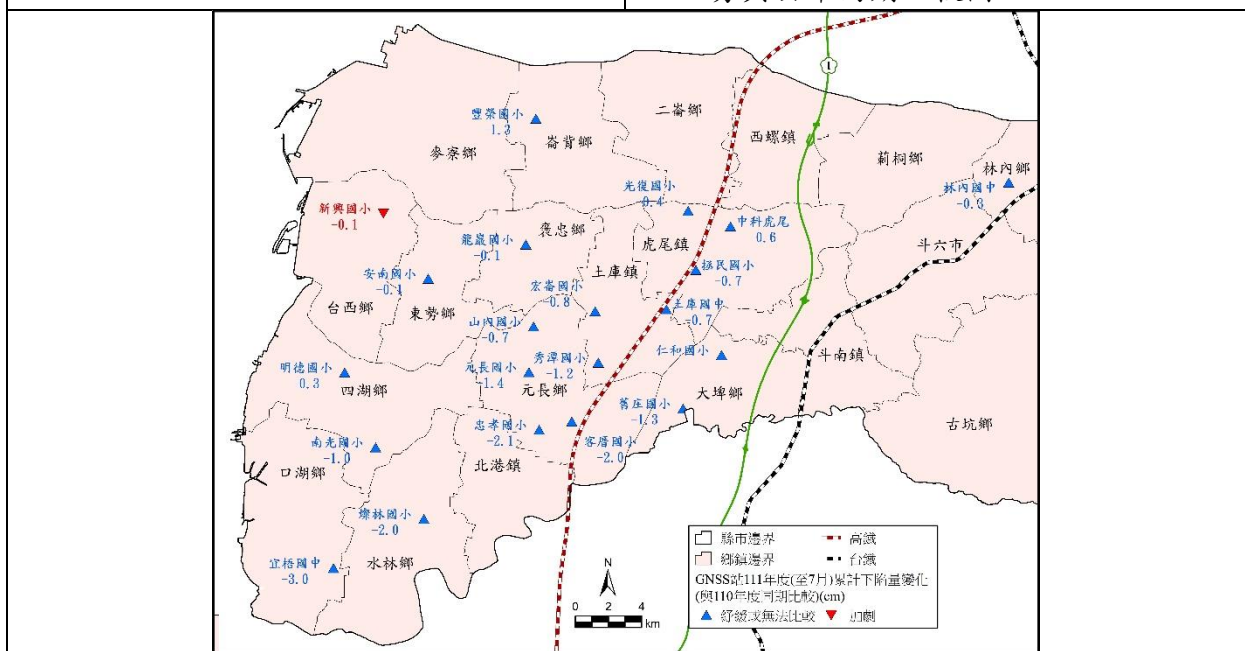 豐榮國小
1.3
二崙鄉
崙背鄉
麥寮鄉
西螺鎮
莿桐鄉
林內鄉
林內國中
-0.3
光復國小
0.4
新興國小
-0.1
褒忠鄉
中科虎尾
0.6
龍巖國小
-0.1
虎尾鎮
斗六市
土庫鎮
拯民國小
-0.7
安南國小
-0.1
宏崙國小
-0.8
台西鄉
東勢鄉
土庫國中
-0.7
山內國小
-0.7
仁和國小
斗南鎮
秀潭國小
-1.2
明德國小
0.3
元長國小
-1.4
四湖鄉
元長鄉
大埤鄉
舊庄國小
-1.3
古坑鄉
忠孝國小
-2.1
客厝國小
-2.0
南光國小
-1.0
口湖鄉
北港鎮
燦林國小
-2.0
宜梧國中
-3.0
水林鄉
1
N
0 2 4
km
縣市邊界
高鐵
鄉鎮邊界
台鐵
GNSS站111年度(至7月)累計下陷量變化
(與110年度同期比較)(cm)
紓緩或無法比較
加劇